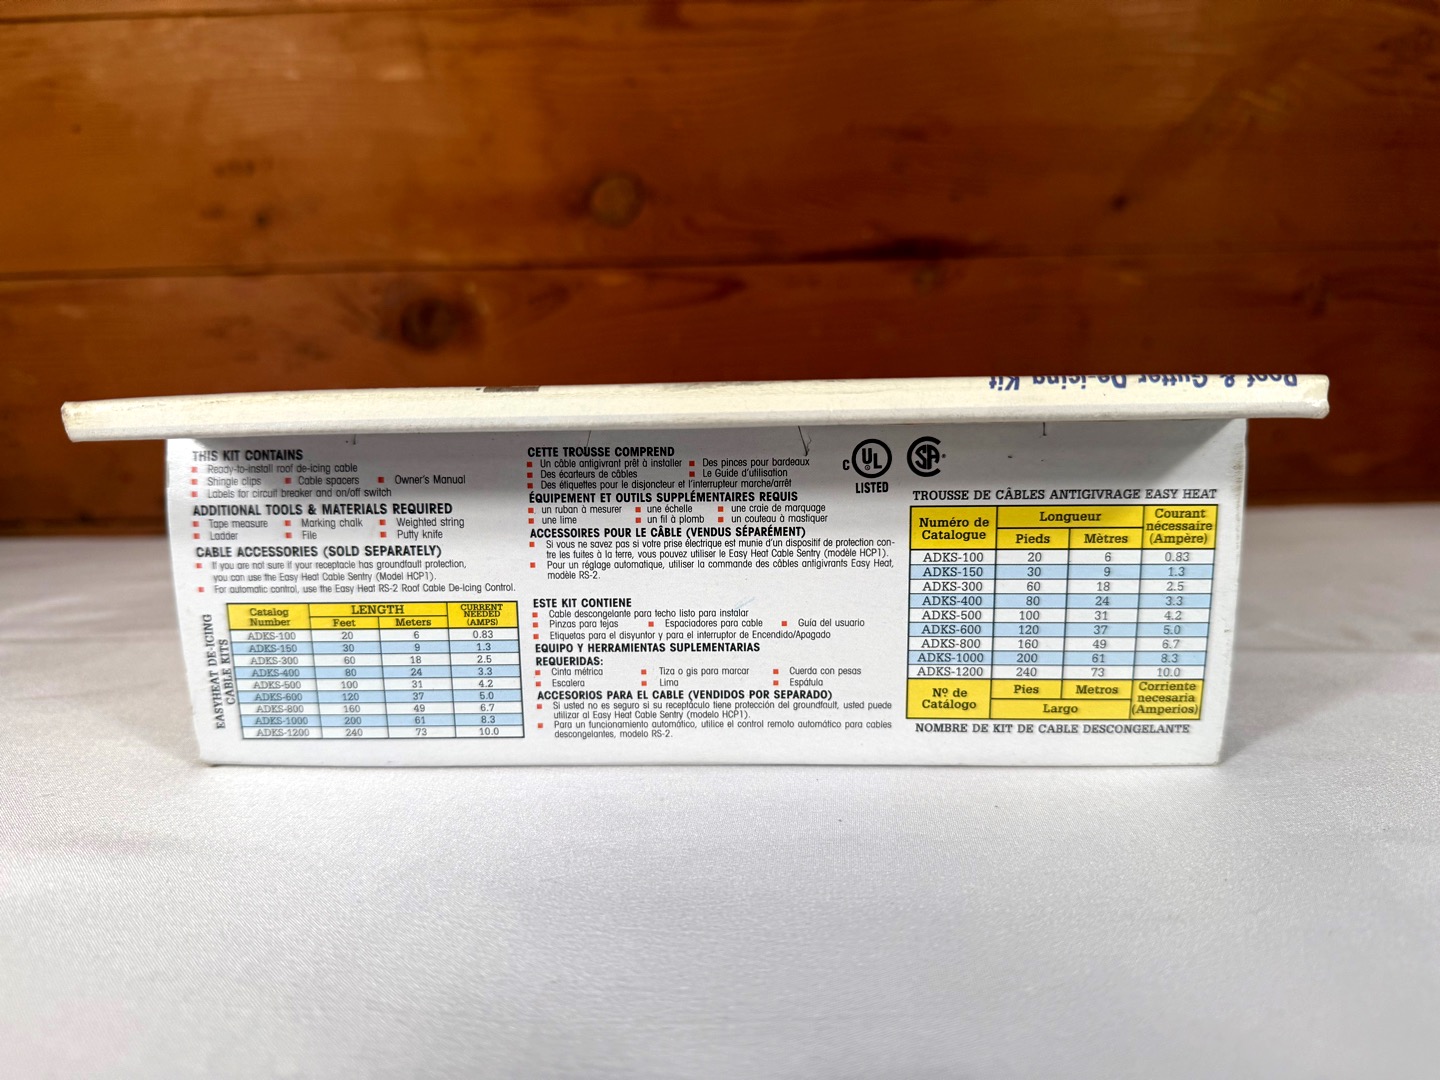 Roof & Gutter De-icing Kit
THIS KIT CONTAINS
Ready-to-install roof de-icing cable
Shingle clips Cable spacers Owner's Manual
Labels for circuit breaker and on/off switch
ADDITIONAL TOOLS & MATERIALS REQUIRED
Tape measure Marking chalk Weighted string
Ladder File Putty knife
CABLE ACCESSORIES (SOLD SEPARATELY)
If you are not sure if your receptacle has groundfault protection,
you can use the Easy Heat Cable Sentry (Model HCP1).
For automatic control, use the Easy Heat RS-2 Roof Cable De-Icing Control.
EASYHEAT DE-ICING
CABLE KITS
Catalog Number LENGTH CURRENT NEEDED (AMPS)
Feet Meters
ADKS-100 20 6 0.83
ADKS-150 30 9 1.3
ADKS-300 60 18 2.5
ADKS-400 80 24 3.3
ADKS-500 100 31 4.2
ADKS-600 120 37 5.0
ADKS-800 160 49 6.7
ADKS-1000 200 61 8.3
ADKS-1200 240 73 10.0
CETTE TROUSSE COMPREND
Un câble antigivrant prêt à installer Des pinces pour bardeaux
Des écarteurs de câbles Le Guide d'utilisation
Des étiquettes pour le disjoncteur et l'interrupteur marche/arrêt
ÉQUIPEMENT ET OUTILS SUPPLÉMENTAIRES REQUIS
un ruban à mesurer une échelle une craie de marquage
une lime un fil à plomb un couteau à mastiquer
ACCESSOIRES POUR LE CÂBLE (VENDUS SÉPARÉMENT)
Si vous ne savez pas si votre prise électrique est munie d'un dispositif de protection con-
tre les fuites à la terre, vous pouvez utiliser le Easy Heat Cable Sentry (modèle HCP1).
Pour un réglage automatique, utiliser la commande des câbles antigivrants Easy Heat,
modèle RS-2.
ESTE KIT CONTIENE
Cable descongelante para techo listo para instalar
Pinzas para tejas Espaciadores para cable Guía del usuario
Etiquetas para el disyuntor y para el interruptor de Encendido/Apagado
EQUIPO Y HERRAMIENTAS SUPLEMENTARIAS
REQUERIDAS:
Cinta métrica Tiza o gis para marcar Cuerda con pesas
Escalera Lima Espátula
ACCESORIOS PARA EL CABLE (VENDIDOS POR SEPARADO)
Si usted no es seguro si su receptáculo tiene protección del groundfault, usted puede
utilizar al Easy Heat Cable Sentry (modelo HCP1).
Para un funcionamiento automático, utilice el control remoto automático para cables
descongelantes, modelo RS-2.
C UL SA
LISTED
TROUSSE DE CÂBLES ANTIGIVRAGE EASY HEAT
Numéro de Catalogue Longueur Courant nécessaire (Ampère)
Pieds Mètres
ADKS-100 20 6 0.83
ADKS-150 30 9 1.3
ADKS-300 60 18 2.5
ADKS-400 80 24 3.3
ADKS-500 100 31 4.2
ADKS-600 120 37 5.0
ADKS-800 160 49 6.7
ADKS-1000 200 61 8.3
ADKS-1200 240 73 10.0
Nº de Catálogo Pies Metros Corriente necesaria (Amperios)
Largo
NOMBRE DE KIT DE CABLE DESCONGELANTE